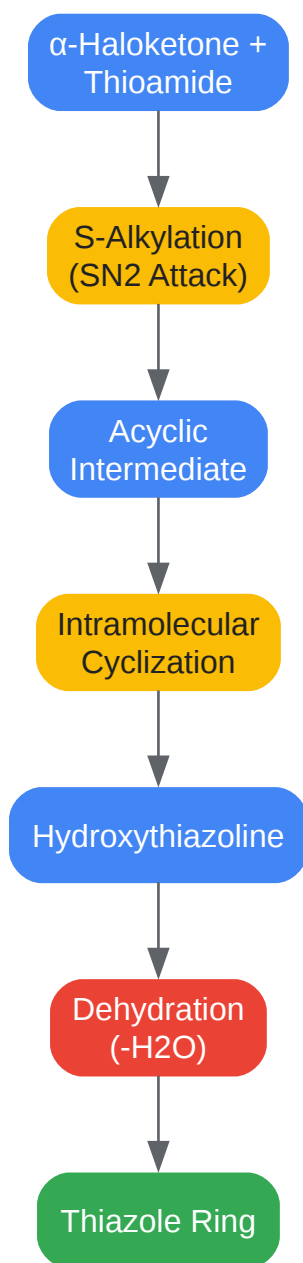 α-Haloketone +
Thioamide
S-Alkylation
(SN2 Attack)
Acyclic
Intermediate
Intramolecular
Cyclization
Hydroxythiazoline
Dehydration
(-H2O)
Thiazole Ring